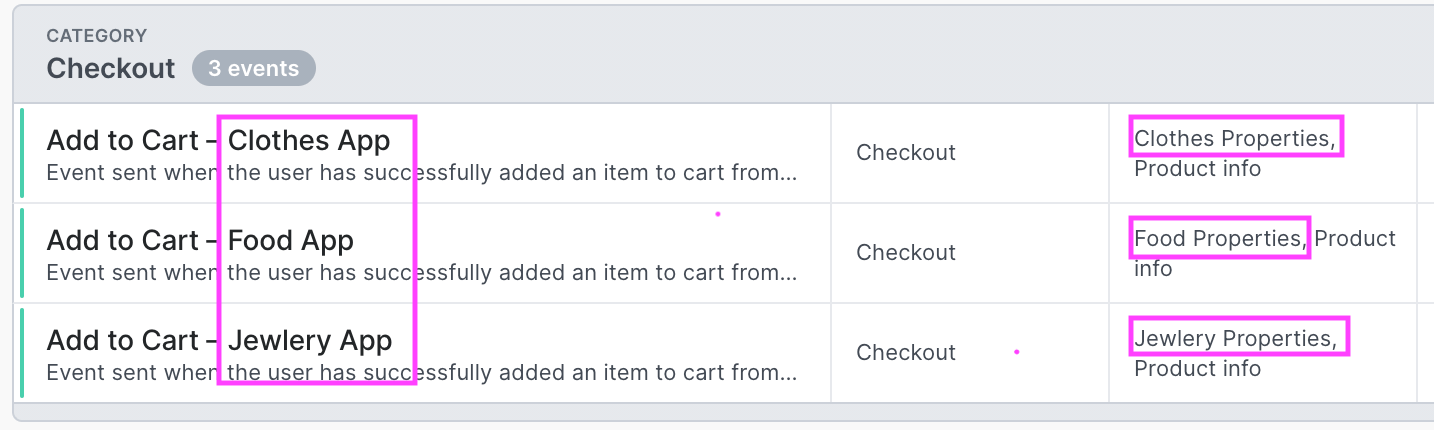 CATEGORY
Checkout 3 events
Add to Cart – Clothes App
Event sent when the user has successfully added an item to cart from...
Checkout
Clothes Properties,
Product info
Add to Cart – Food App
Event sent when the user has successfully added an item to cart from...
Checkout
Food Properties, Product
info
Add to Cart – Jewlery App
Event sent when the user has successfully added an item to cart from...
Checkout
Jewlery Properties,
Product info